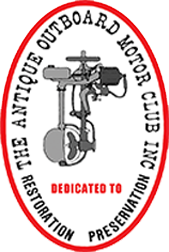 THE ANTIQUE OUTBOARD MOTOR CLUB INC.
DEDICATED TO
RESTORATION PRESERVATION